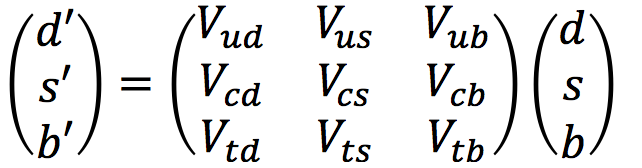 d′ V_ud V_us V_ub d
s′ = V_cd V_cs V_cb s
b′ V_td V_ts V_tb b